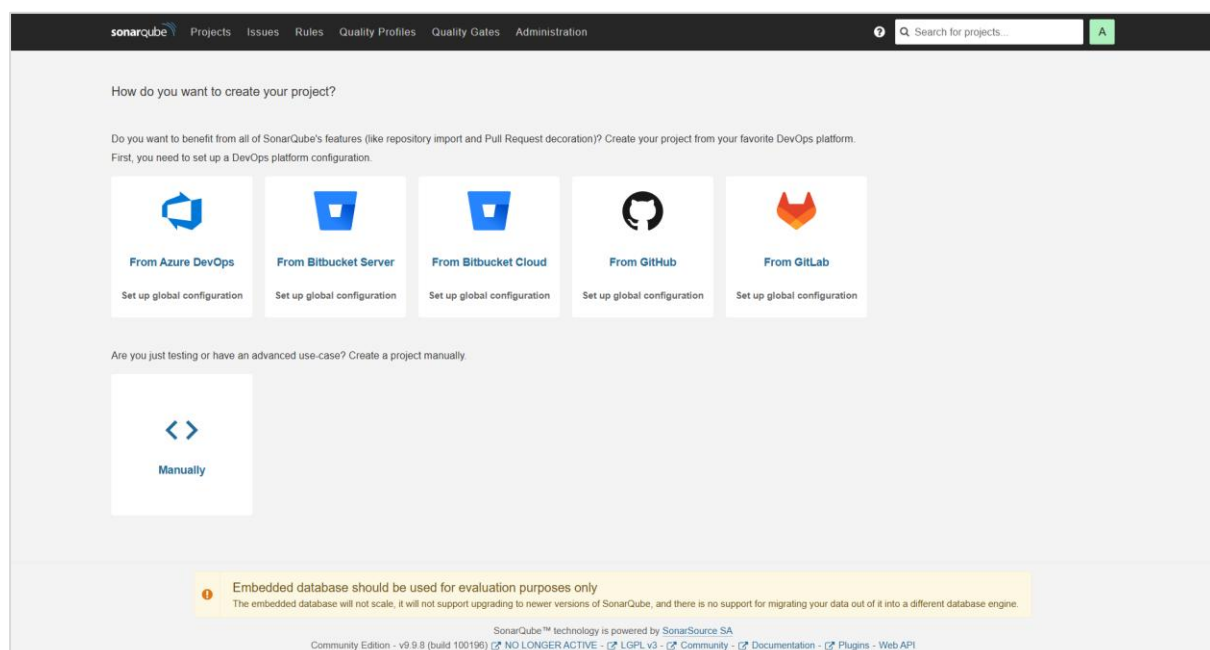 sonarqube Projects Issues Rules Quality Profiles Quality Gates Administration Search for projects... A
How do you want to create your project?
Do you want to benefit from all of SonarQube's features (like repository import and Pull Request decoration)? Create your project from your favorite DevOps platform.
First, you need to set up a DevOps platform configuration.
From Azure DevOps From Bitbucket Server From Bitbucket Cloud From GitHub From GitLab
Set up global configuration Set up global configuration Set up global configuration Set up global configuration Set up global configuration
Are you just testing or have an advanced use-case? Create a project manually.
Manually
Embedded database should be used for evaluation purposes only
The embedded database will not scale, it will not support upgrading to newer versions of SonarQube, and there is no support for migrating your data out of it into a different database engine.
SonarQube™ technology is powered by SonarSource SA
Community Edition - v9.9.8 (build 100196) NO LONGER ACTIVE - LGPL v3 - Community - Documentation - Plugins - Web API